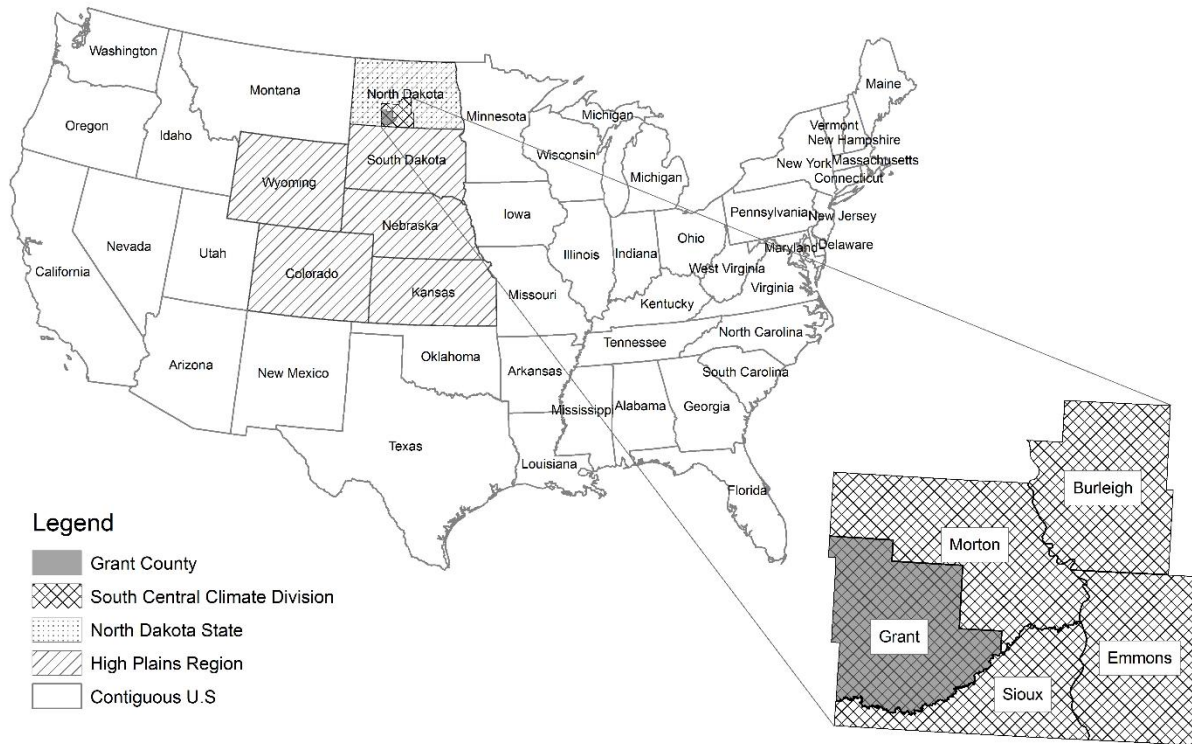 Washington
Montana
North Dakota
Minnesota
Michigan
Maine
Oregon
Idaho
Wyoming
South Dakota
Wisconsin
Michigan
Vermont
New Hampshire
New York
Massachusetts
Connecticut
Nebraska
Iowa
Pennsylvania
New Jersey
Nevada
Utah
Colorado
Kansas
Illinois
Indiana
Ohio
Maryland
Delaware
California
Missouri
West Virginia
Virginia
Kentucky
North Carolina
Tennessee
Arizona
New Mexico
Oklahoma
Arkansas
South Carolina
Mississippi
Alabama
Georgia
Texas
Louisiana
Florida
Legend
Grant County
South Central Climate Division
North Dakota State
High Plains Region
Contiguous U.S
Burleigh
Morton
Grant
Emmons
Sioux